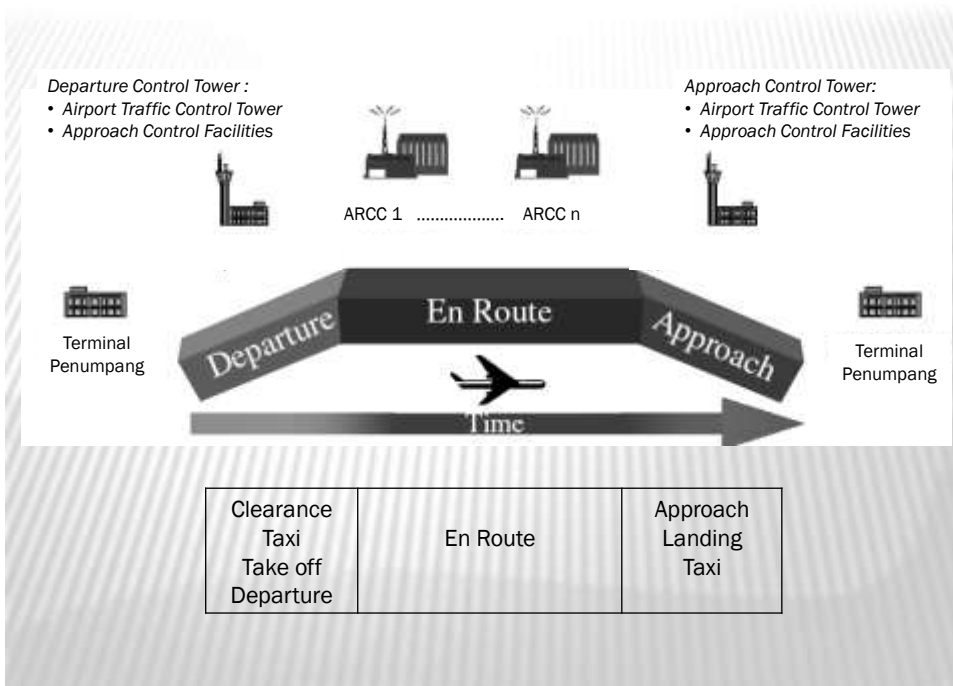 Departure Control Tower :
• Airport Traffic Control Tower
• Approach Control Facilities
Approach Control Tower:
• Airport Traffic Control Tower
• Approach Control Facilities
ARCC 1 .................. ARCC n
Departure
En Route
Approach
Terminal
Penumpang
Terminal
Penumpang
Time
Clearance
Taxi
Take off
Departure
En Route
Approach
Landing
Taxi